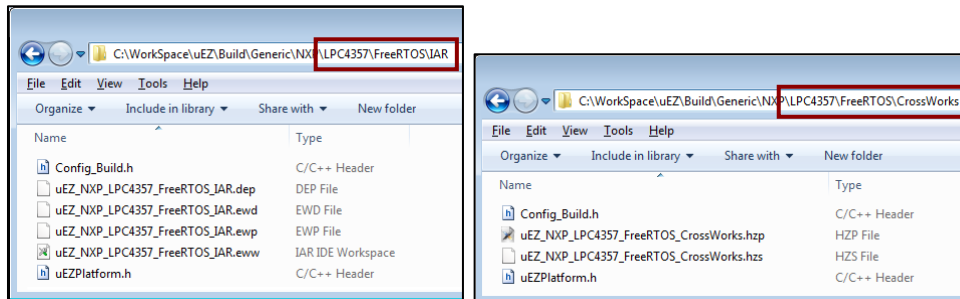 C:\WorkSpace\uEZ\Build\Generic\NXP\LPC4357\FreeRTOS\IAR
File Edit View Tools Help
Organize Include in library Share with New folder
Name Type
Config_Build.h C/C++ Header
uEZ_NXP_LPC4357_FreeRTOS_IAR.dep DEP File
uEZ_NXP_LPC4357_FreeRTOS_IAR.ewd EWD File
uEZ_NXP_LPC4357_FreeRTOS_IAR.ewp EWP File
uEZ_NXP_LPC4357_FreeRTOS_IAR.eww IAR IDE Workspace
uEZPlatform.h C/C++ Header
C:\WorkSpace\uEZ\Build\Generic\NXP\LPC4357\FreeRTOS\CrossWorks
File Edit View Tools Help
Organize Include in library Share with New folder
Name Type
Config_Build.h C/C++ Header
uEZ_NXP_LPC4357_FreeRTOS_CrossWorks.hzp HZP File
uEZ_NXP_LPC4357_FreeRTOS_CrossWorks.hzs HZS File
uEZPlatform.h C/C++ Header